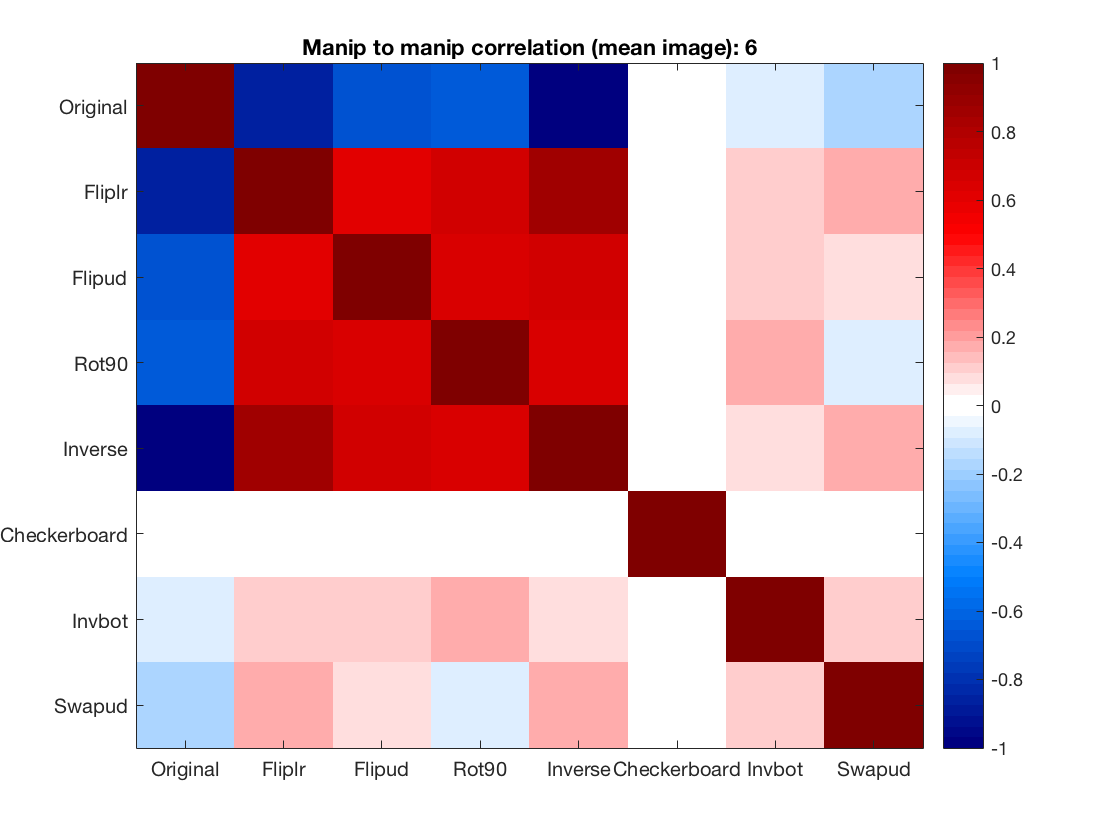 Manip to manip correlation (mean image): 6
Original
Fliplr
Flipud
Rot90
Inverse
Checkerboard
Invbot
Swapud
Original Fliplr Flipud Rot90 Inverse Checkerboard Invbot Swapud
1
0.8
0.6
0.4
0.2
0
-0.2
-0.4
-0.6
-0.8
-1